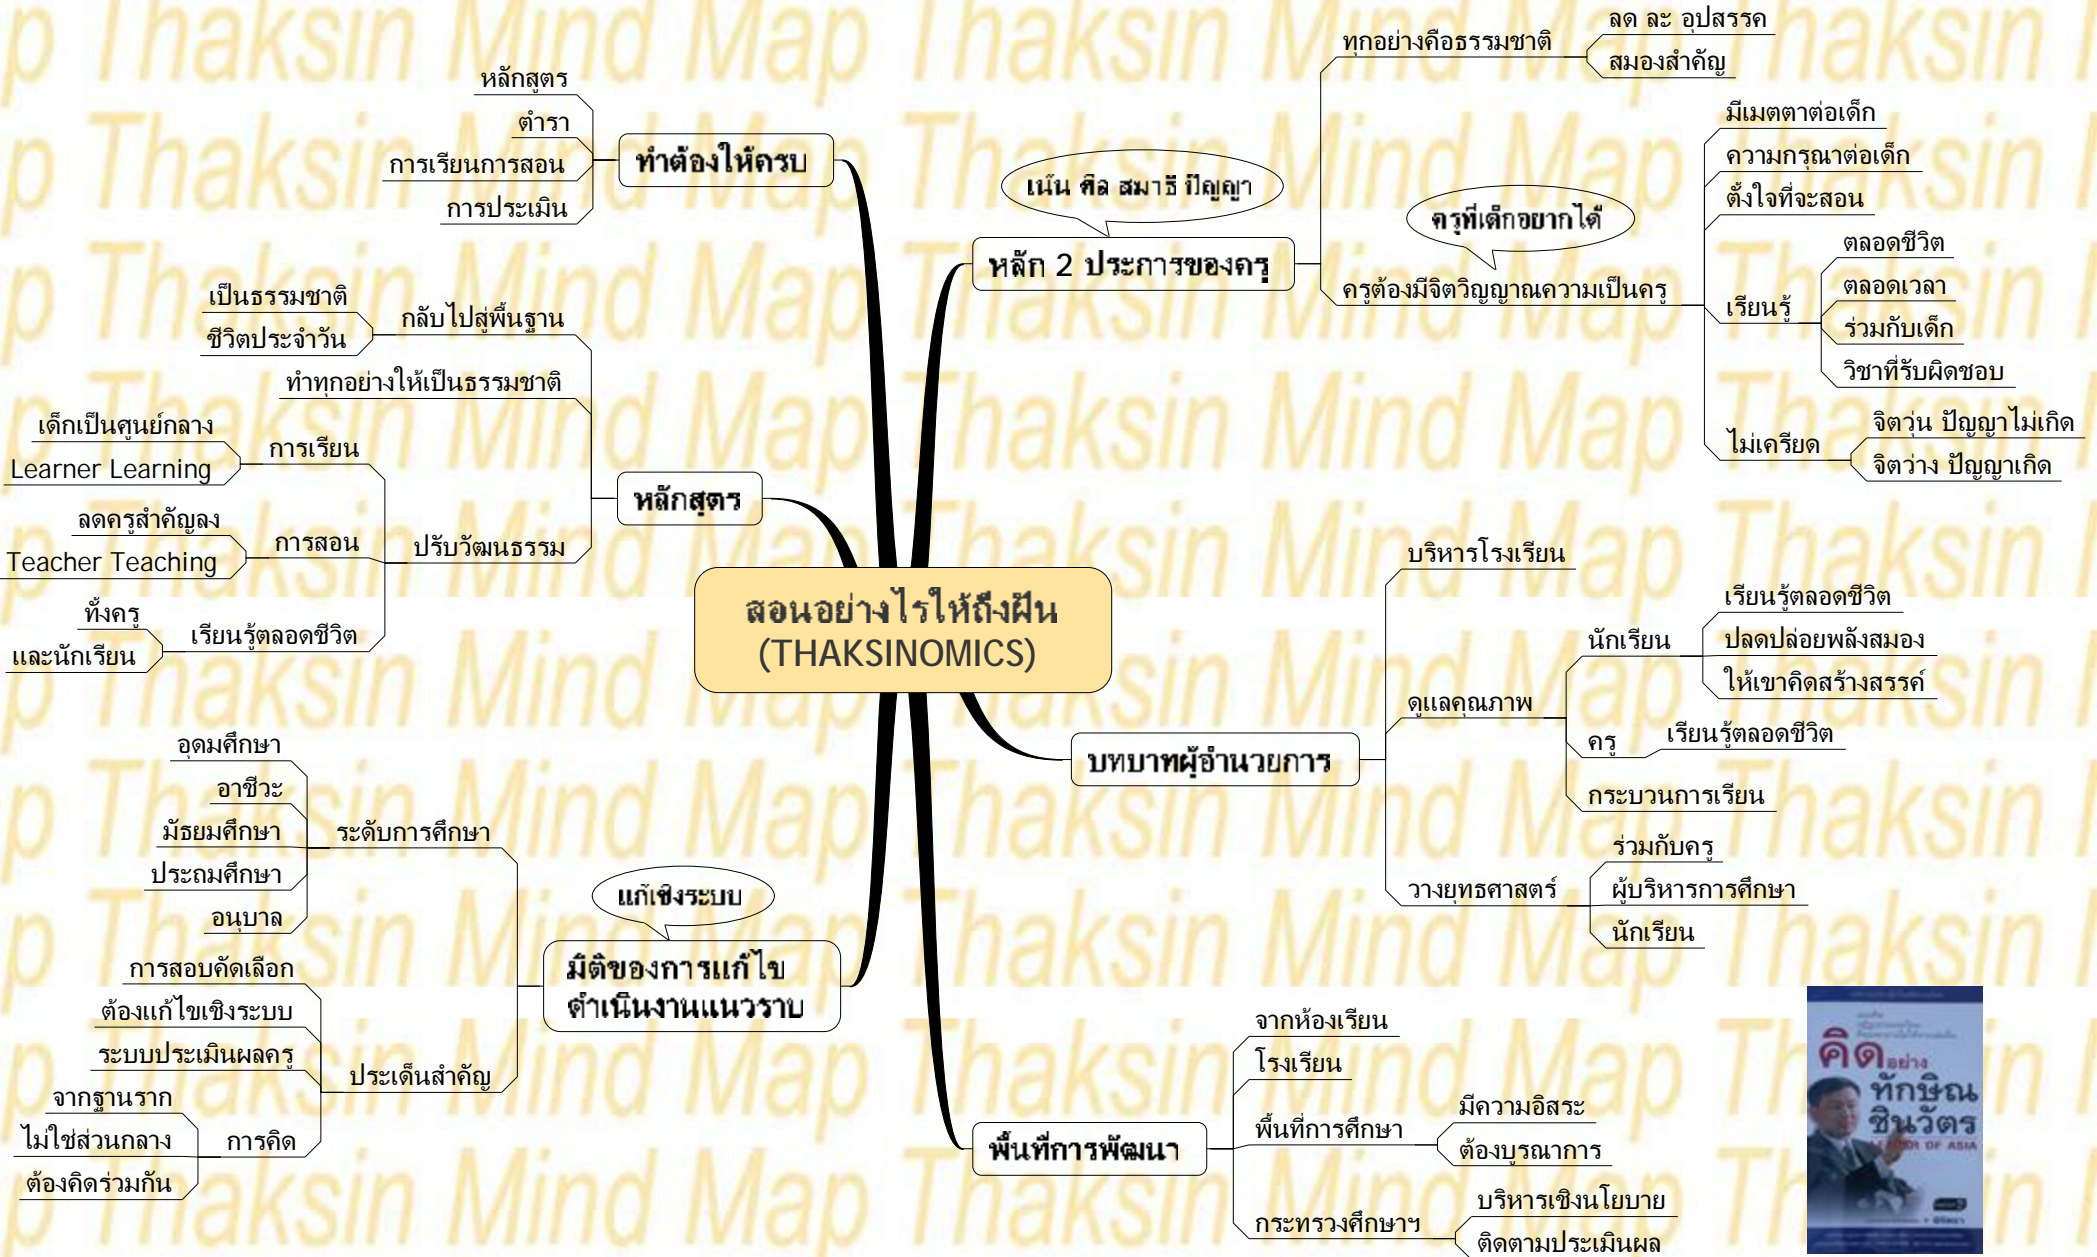 สอนอย่างไรให้ถึงฝัน
(THAKSINOMICS)
เน้น ศีล สมาธิ ปัญญา
หลัก 2 ประการของครู
ทุกอย่างคือธรรมชาติ
ลด ละ อุปสรรค
สมองสำคัญ
ครูที่เด็กอยากได้
ครูต้องมีจิตวิญญาณความเป็นครู
มีเมตตาต่อเด็ก
ความกรุณาต่อเด็ก
ตั้งใจที่จะสอน
เรียนรู้
ตลอดชีวิต
ตลอดเวลา
ร่วมกับเด็ก
วิชาที่รับผิดชอบ
ไม่เครียด
จิตวุ่น ปัญญาไม่เกิด
จิตว่าง ปัญญาเกิด
บทบาทผู้อำนวยการ
บริหารโรงเรียน
ดูแลคุณภาพ
นักเรียน
เรียนรู้ตลอดชีวิต
ปลดปล่อยพลังสมอง
ให้เขาคิดสร้างสรรค์
ครู
เรียนรู้ตลอดชีวิต
กระบวนการเรียน
วางยุทธศาสตร์
ร่วมกับครู
ผู้บริหารการศึกษา
นักเรียน
พื้นที่การพัฒนา
จากห้องเรียน
โรงเรียน
พื้นที่การศึกษา
มีความอิสระ
ต้องบูรณาการ
กระทรวงศึกษาฯ
บริหารเชิงนโยบาย
ติดตามประเมินผล
ทำต้องให้ครบ
หลักสูตร
ตำรา
การเรียนการสอน
การประเมิน
หลักสูตร
กลับไปสู่พื้นฐาน
เป็นธรรมชาติ
ชีวิตประจำวัน
ทำทุกอย่างให้เป็นธรรมชาติ
ปรับวัฒนธรรม
การเรียน
เด็กเป็นศูนย์กลาง
Learner Learning
การสอน
ลดครูสำคัญลง
Teacher Teaching
เรียนรู้ตลอดชีวิต
ทั้งครู
และนักเรียน
แก้เชิงระบบ
มิติของการแก้ไข
ดำเนินงานแนวราบ
ระดับการศึกษา
อุดมศึกษา
อาชีวะ
มัธยมศึกษา
ประถมศึกษา
อนุบาล
ประเด็นสำคัญ
การสอบคัดเลือก
ต้องแก้ไขเชิงระบบ
ระบบประเมินผลครู
การคิด
จากฐานราก
ไม่ใช่ส่วนกลาง
ต้องคิดร่วมกัน
คิดอย่าง
ทักษิณ
ชินวัตร
OF ASIA
Thaksin Mind Map